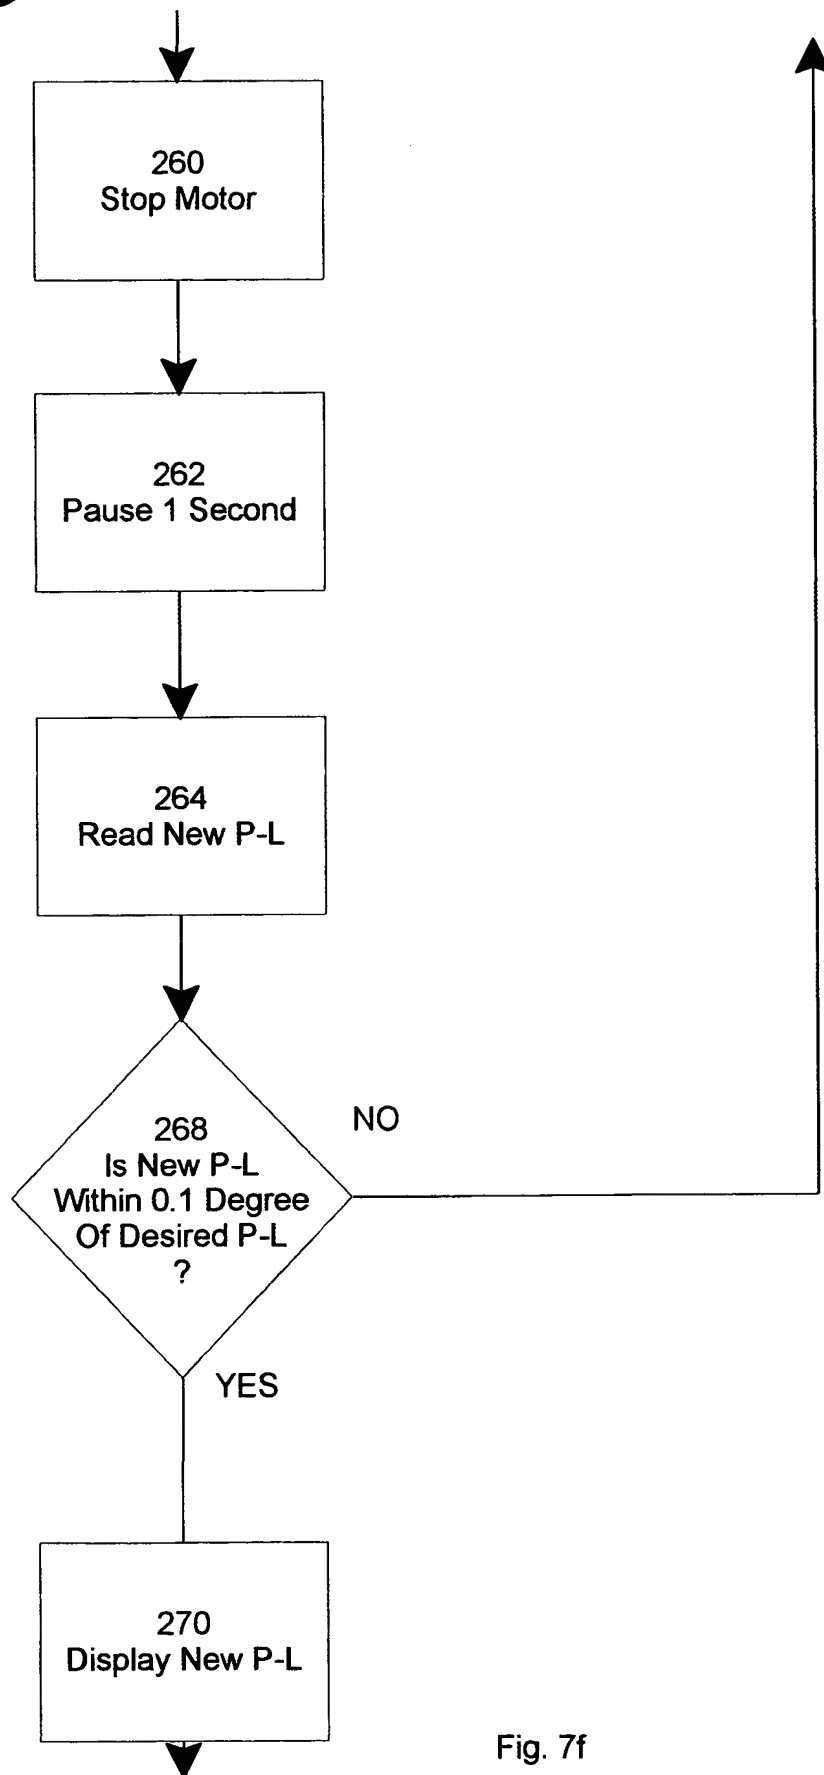 260
Stop Motor
262
Pause 1 Second
264
Read New P-L
268
Is New P-L
Within 0.1 Degree
Of Desired P-L
?
NO
YES
270
Display New P-L
Fig. 7f